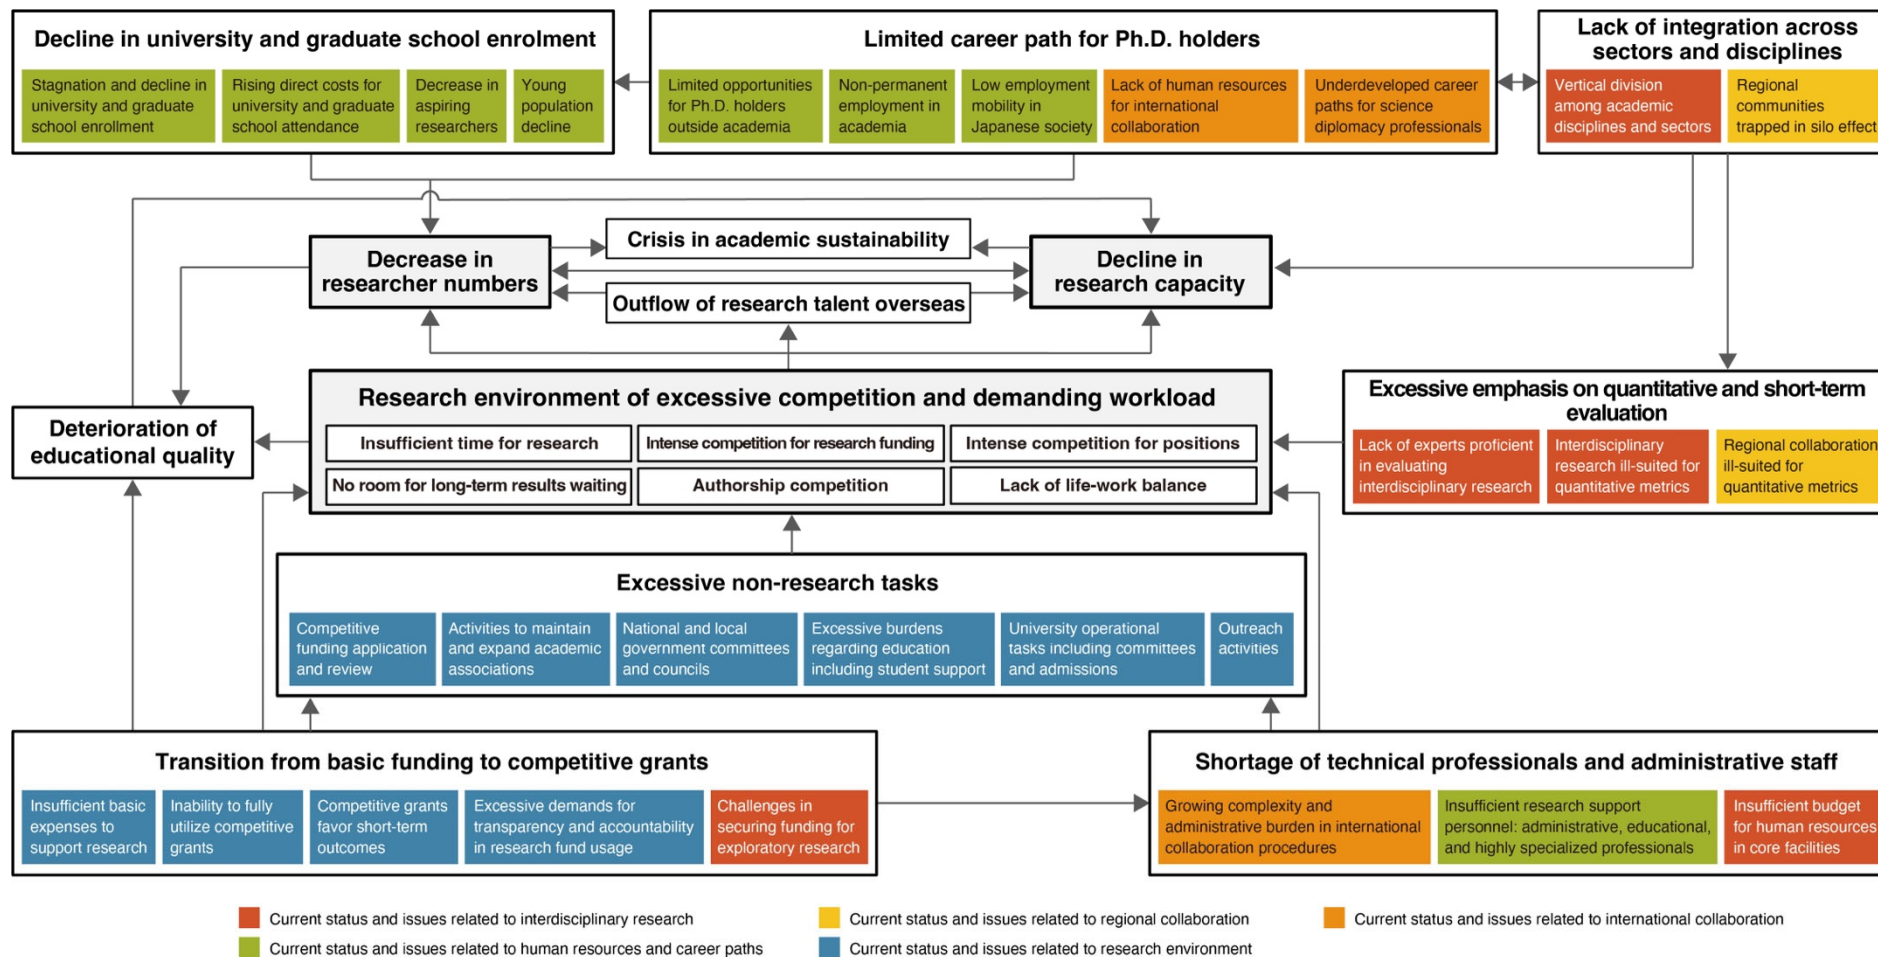 Decline in university and graduate school enrolment
Stagnation and decline in
university and graduate
school enrollment
Rising direct costs for
university and graduate
school attendance
Decrease in
aspiring
researchers
Young
population
decline
Limited career path for Ph.D. holders
Limited opportunities
for Ph.D. holders
outside academia
Non-permanent
employment in
academia
Low employment
mobility in
Japanese society
Lack of human resources
for international
collaboration
Underdeveloped career
paths for science
diplomacy professionals
Lack of integration across
sectors and disciplines
Vertical division
among academic
disciplines and sectors
Regional
communities
trapped in silo effect
Decrease in
researcher numbers
Crisis in academic sustainability
Outflow of research talent overseas
Decline in
research capacity
Deterioration of
educational quality
Research environment of excessive competition and demanding workload
Insufficient time for research
Intense competition for research funding
Intense competition for positions
No room for long-term results waiting
Authorship competition
Lack of life-work balance
Excessive emphasis on quantitative and short-term
evaluation
Lack of experts proficient
in evaluating
interdisciplinary research
Interdisciplinary
research ill-suited for
quantitative metrics
Regional collaboration
ill-suited for
quantitative metrics
Excessive non-research tasks
Competitive
funding application
and review
Activities to maintain
and expand academic
associations
National and local
government committees
and councils
Excessive burdens
regarding education
including student support
University operational
tasks including committees
and admissions
Outreach
activities
Transition from basic funding to competitive grants
Insufficient basic
expenses to
support research
Inability to fully
utilize competitive
grants
Competitive grants
favor short-term
outcomes
Excessive demands for
transparency and accountability
in research fund usage
Challenges in
securing funding for
exploratory research
Shortage of technical professionals and administrative staff
Growing complexity and
administrative burden in international
collaboration procedures
Insufficient research support
personnel: administrative, educational,
and highly specialized professionals
Insufficient budget
for human resources
in core facilities
Current status and issues related to interdisciplinary research
Current status and issues related to regional collaboration
Current status and issues related to international collaboration
Current status and issues related to human resources and career paths
Current status and issues related to research environment